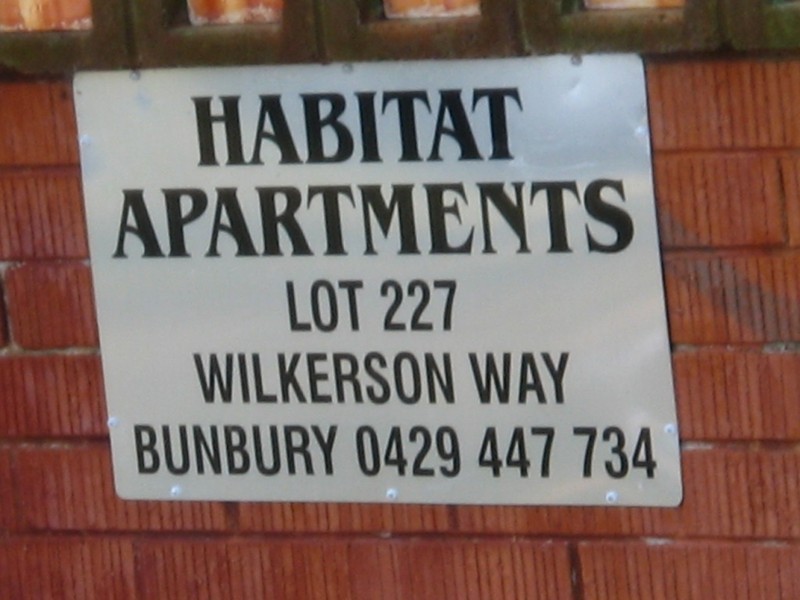 HABITAT
APARTMENTS
LOT 227
WILKERSON WAY
BUNBURY 0429 447 734